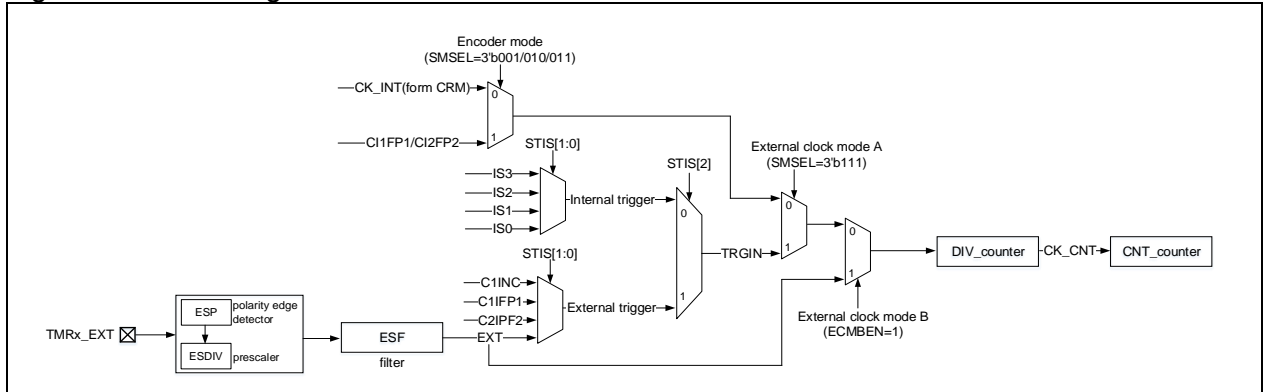 Encoder mode
(SMSEL=3'b001/010/011)
CK_INT(form CRM)
0
1
CI1FP1/CI2FP2
STIS[1:0]
IS3
IS2
IS1
IS0
Internal trigger
STIS[2]
0
1
External clock mode A
(SMSEL=3'b111)
0
1
TRGIN
0
1
DIV_counter
CK_CNT
CNT_counter
External clock mode B
(ECMBEN=1)
STIS[1:0]
C1INC
C1IFP1
C2IPF2
EXT
External trigger
TMRx_EXT
ESP
polarity edge
detector
ESDIV
prescaler
ESF
filter